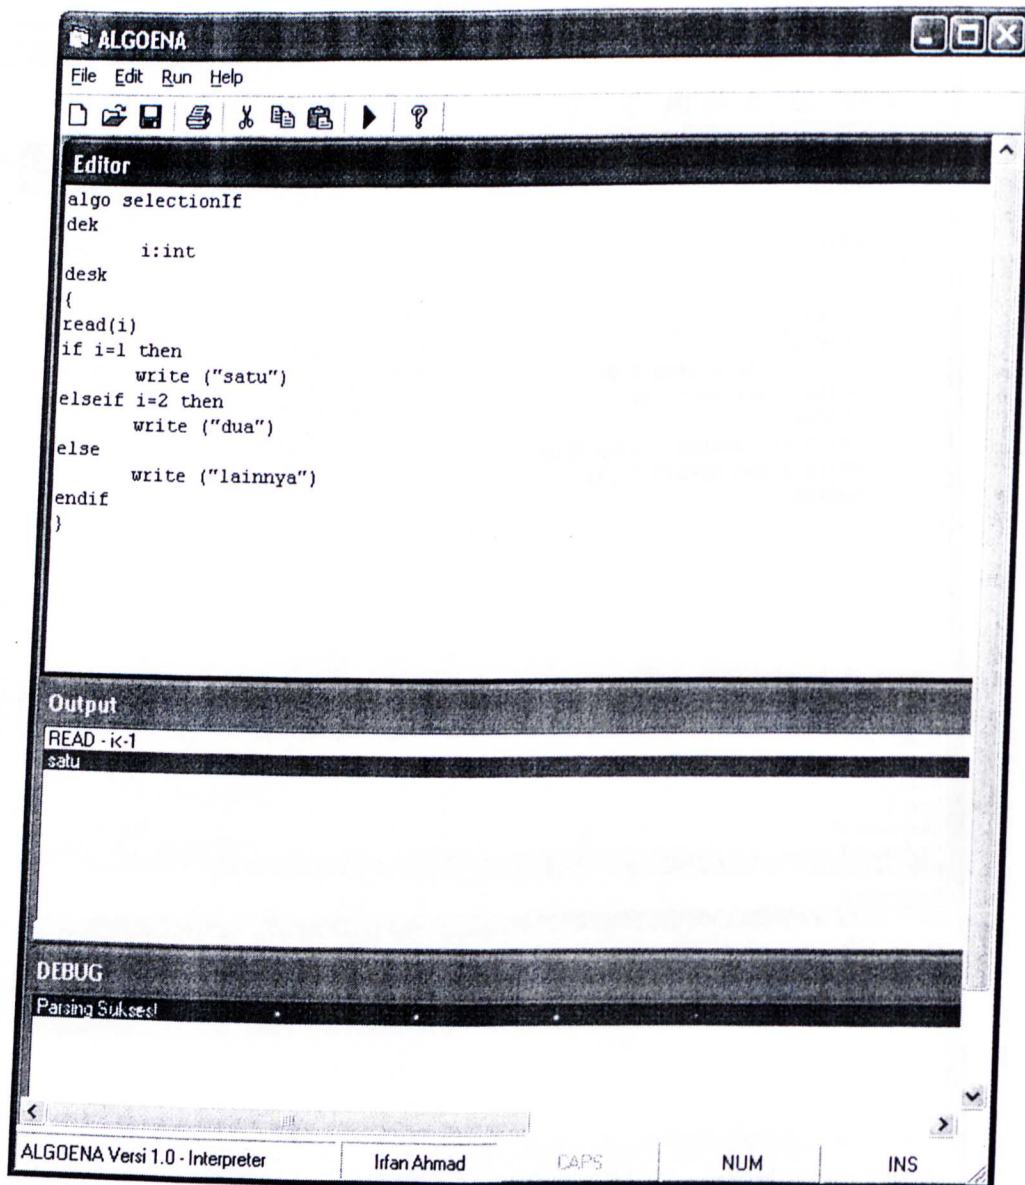 ALGOENA
File Edit Run Help
Editor
algo selectionIf
dek
i:int
desk
{
read(i)
if i=1 then
write ("satu")
elseif i=2 then
write ("dua")
else
write ("lainnya")
endif
}
Output
READ - i<-1
satu
DEBUG
Parsing Sukses!
ALGOENA Versi 1.0 - Interpreter Irfan Ahmad CAPS NUM INS